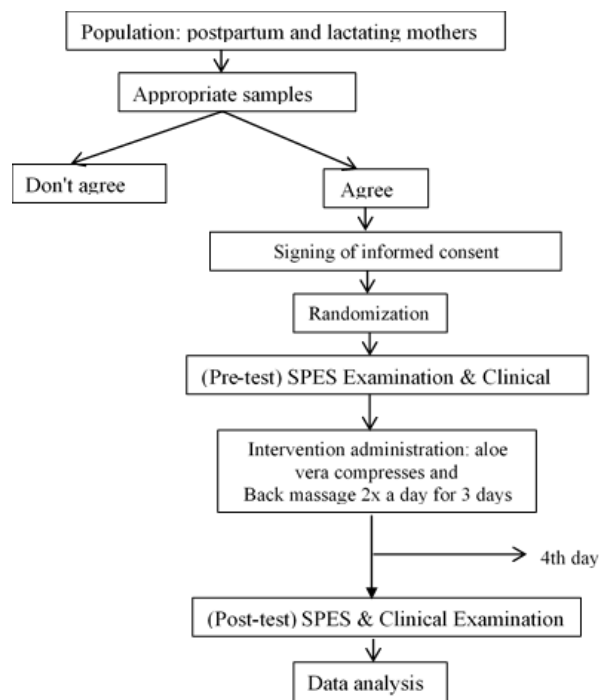 Population: postpartum and lactating mothers
Appropriate samples
Don't agree
Agree
Signing of informed consent
Randomization
(Pre-test) SPES Examination & Clinical
Intervention administration: aloe
vera compresses and
Back massage 2x a day for 3 days
4th day
(Post-test) SPES & Clinical Examination
Data analysis